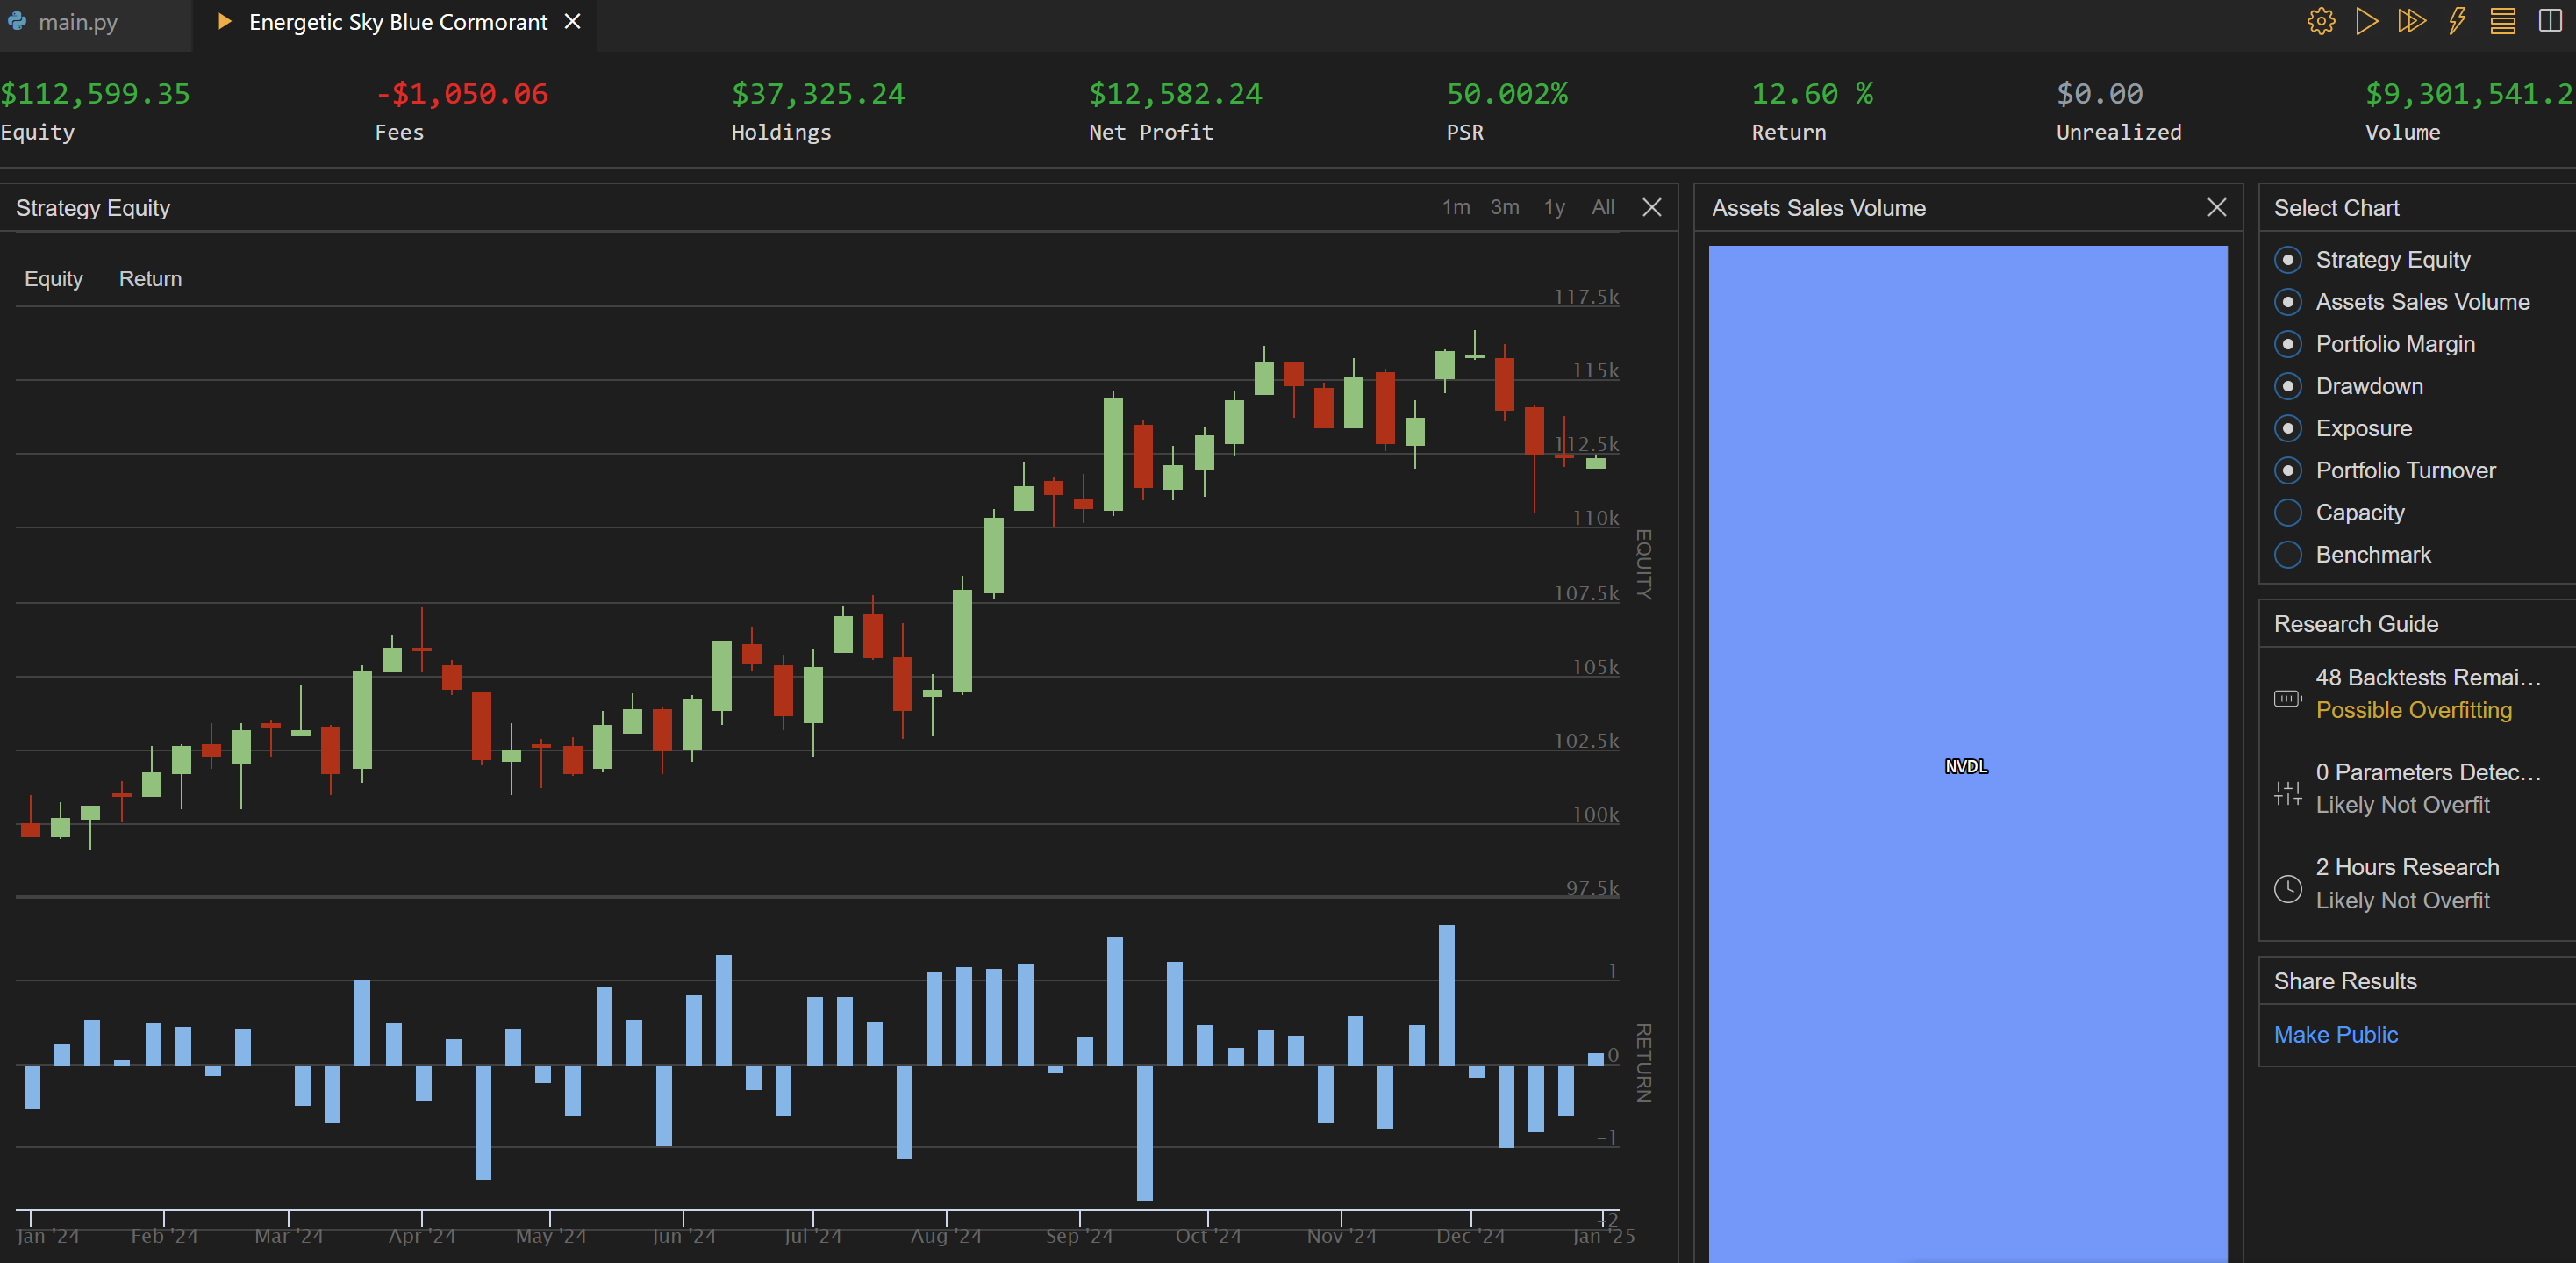 main.py
Energetic Sky Blue Cormorant
$112,599.35
Equity
-$1,050.06
Fees
$37,325.24
Holdings
$12,582.24
Net Profit
50.002%
PSR
12.60 %
Return
$0.00
Unrealized
$9,301,541.2
Volume
Strategy Equity
1m 3m 1y All
Equity Return
117.5k
115k
112.5k
110k
107.5k
105k
102.5k
100k
97.5k
EQUITY
1
0
-1
-2
RETURN
Jan '24 Feb '24 Mar '24 Apr '24 May '24 Jun '24 Jul '24 Aug '24 Sep '24 Oct '24 Nov '24 Dec '24 Jan '25
Assets Sales Volume
NVDL
Select Chart
Strategy Equity
Assets Sales Volume
Portfolio Margin
Drawdown
Exposure
Portfolio Turnover
Capacity
Benchmark
Research Guide
48 Backtests Remai...
Possible Overfitting
0 Parameters Detec...
Likely Not Overfit
2 Hours Research
Likely Not Overfit
Share Results
Make Public